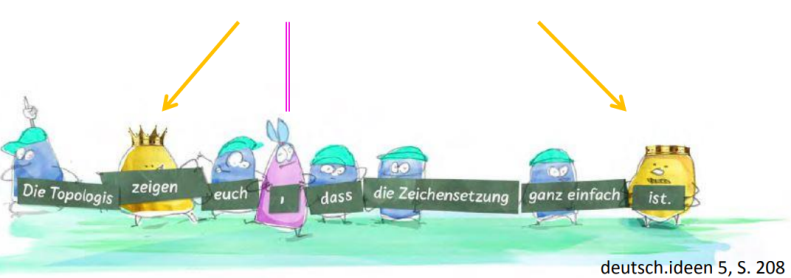 Die Topologis zeigen euch , dass die Zeichensetzung ganz einfach ist.
deutsch.ideen 5, S. 208